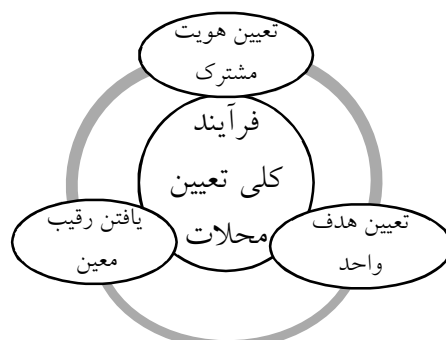 تعیین هویت
مشترک
فرآیند
کلی تعیین
محلات
تعیین هدف
واحد
یافتن رقیب
معین